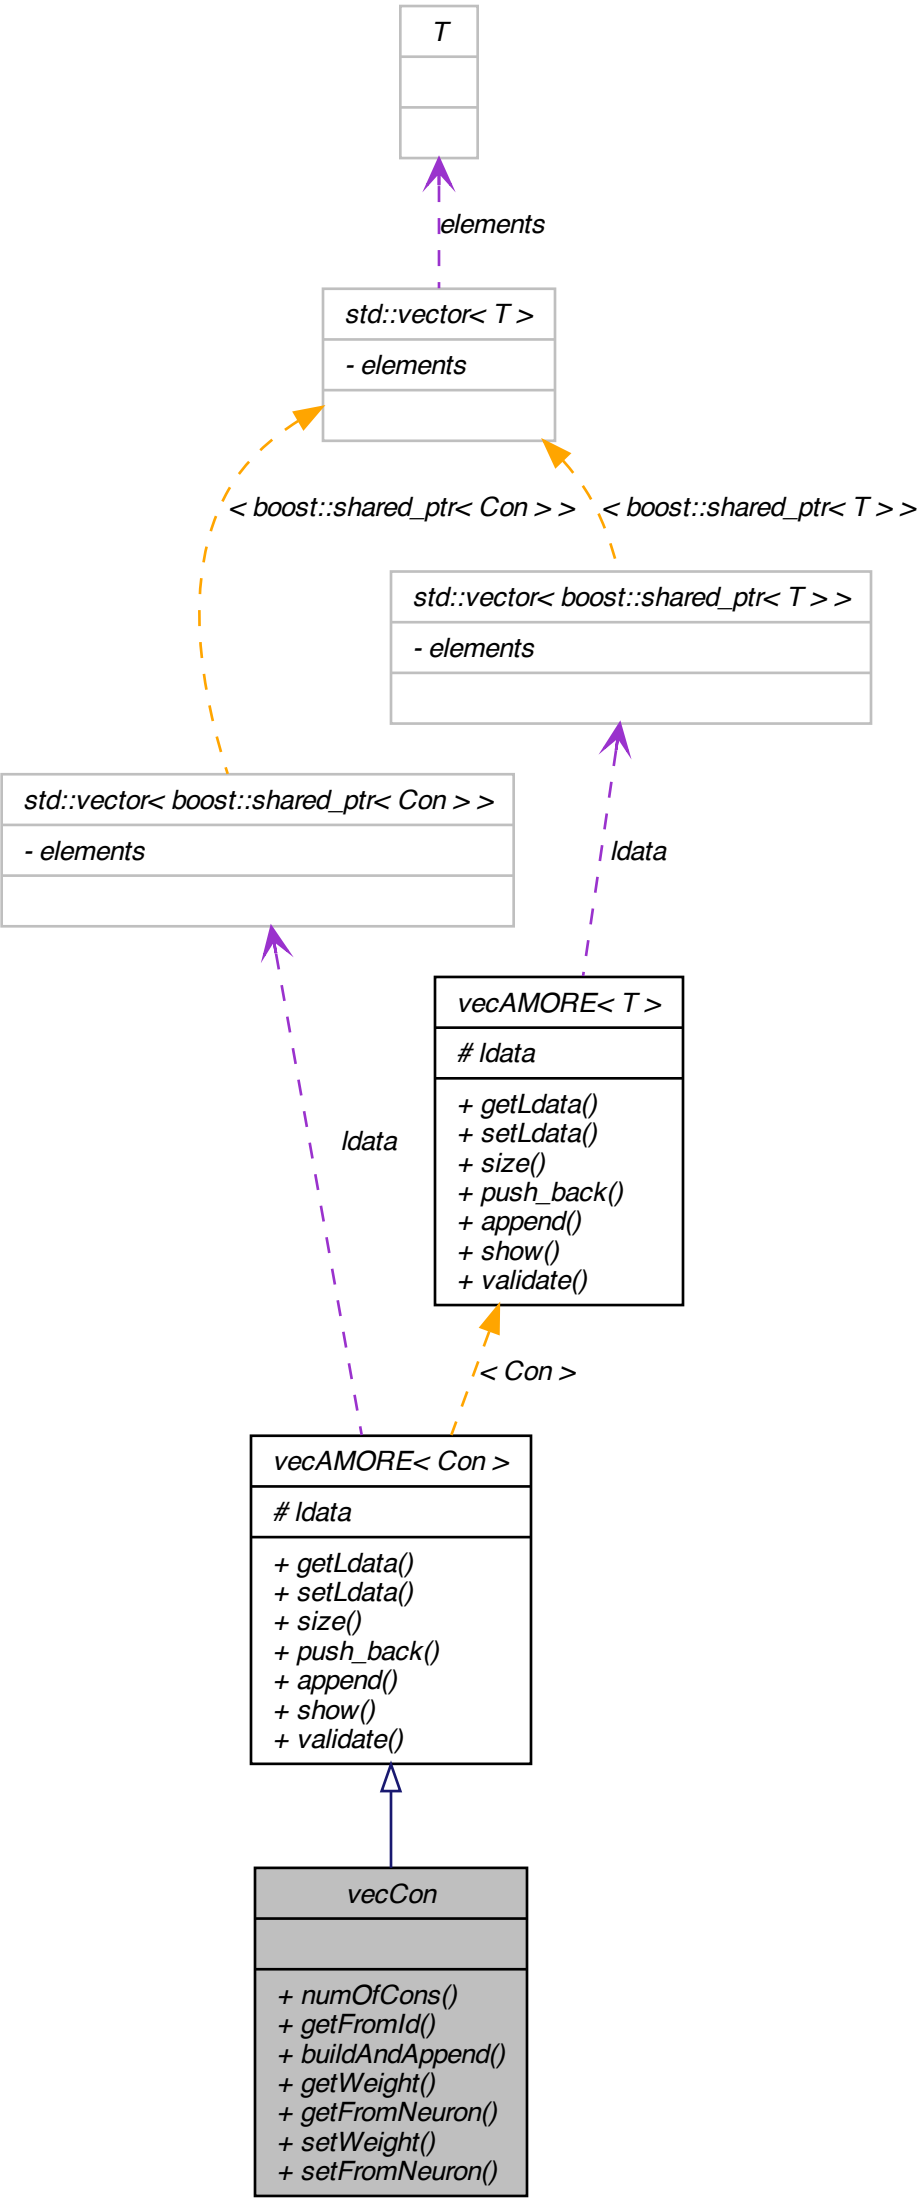 T
elements
std::vector< T >
- elements
< boost::shared_ptr< Con > >
< boost::shared_ptr< T > >
std::vector< boost::shared_ptr< T > >
- elements
std::vector< boost::shared_ptr< Con > >
- elements
ldata
vecAMORE< T >
# ldata
+ getLdata()
+ setLdata()
+ size()
+ push_back()
+ append()
+ show()
+ validate()
ldata
< Con >
vecAMORE< Con >
# ldata
+ getLdata()
+ setLdata()
+ size()
+ push_back()
+ append()
+ show()
+ validate()
vecCon
+ numOfCons()
+ getFromId()
+ buildAndAppend()
+ getWeight()
+ getFromNeuron()
+ setWeight()
+ setFromNeuron()